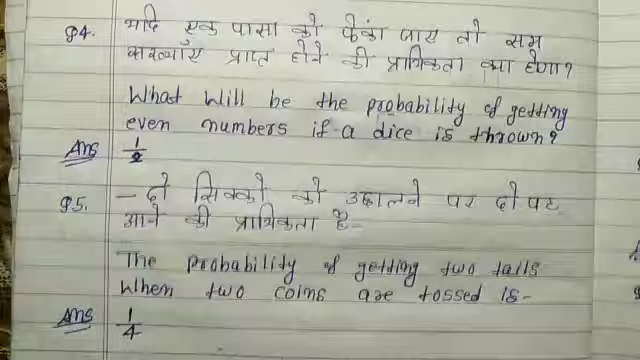 94. यदि एक पासा को फेंका जाए तो सम
संख्याएँ प्राप्त होने की प्रायिकता क्या होगा?
What will be the probability of getting
even numbers if a dice is thrown?
Ans 1/2
95. - दो सिक्को को उछालने पर दो पट
आने की प्रायिकता है-
The probability of getting two tails
when two coins are tossed is-
Ans 1/4